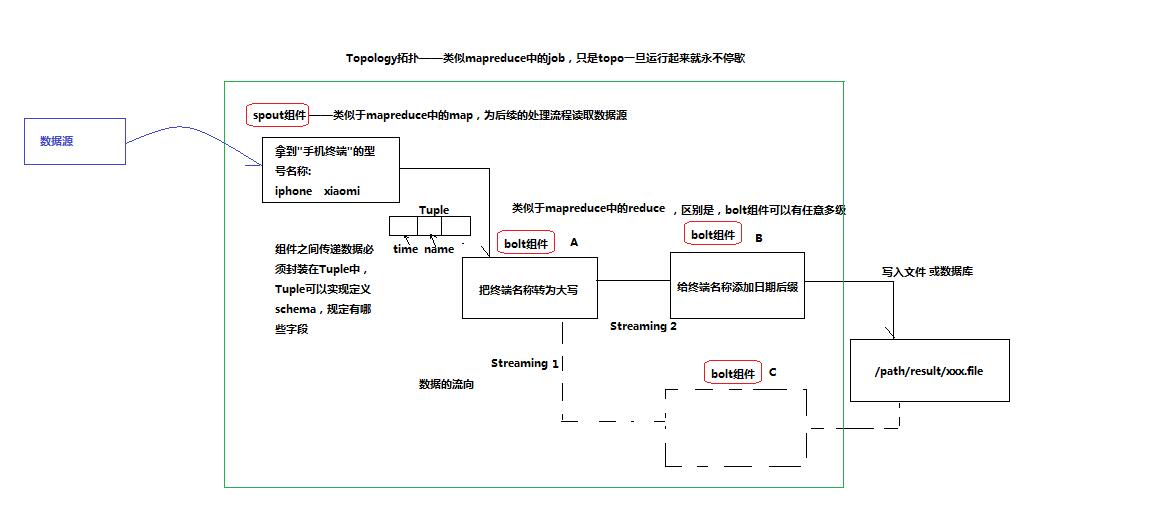 Topology拓扑——类似mapreduce中的job，只是topo一旦运行起来就永不停歇
spout组件——类似于mapreduce中的map，为后续的处理流程读取数据源
数据源
拿到"手机终端"的型
号名称:
iphone xiaomi
Tuple
time name
类似于mapreduce中的reduce ，区别是，bolt组件可以有任意多级
bolt组件 A
bolt组件 B
组件之间传递数据必
须封装在Tuple中，
Tuple可以实现定义
schema，规定有哪
些字段
把终端名称转为大写
给终端名称添加日期后缀
写入文件 或数据库
Streaming 2
Streaming 1
数据的流向
bolt组件 C
/path/result/xxx.file